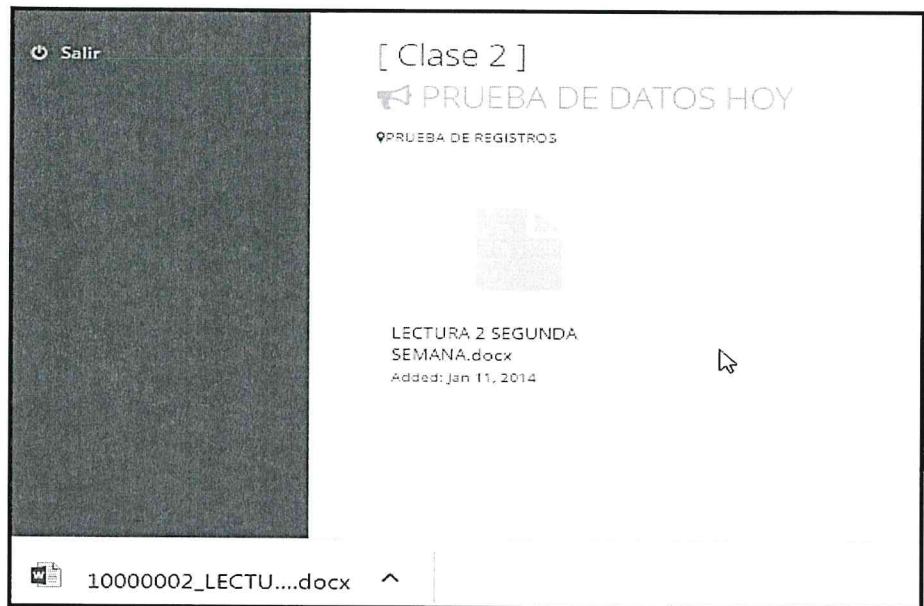 Salir
[ Clase 2 ]
PRUEBA DE DATOS HOY
PRUEBA DE REGISTROS
LECTURA 2 SEGUNDA
SEMANA.docx
Added: Jan 11, 2014
10000002_LECTU....docx